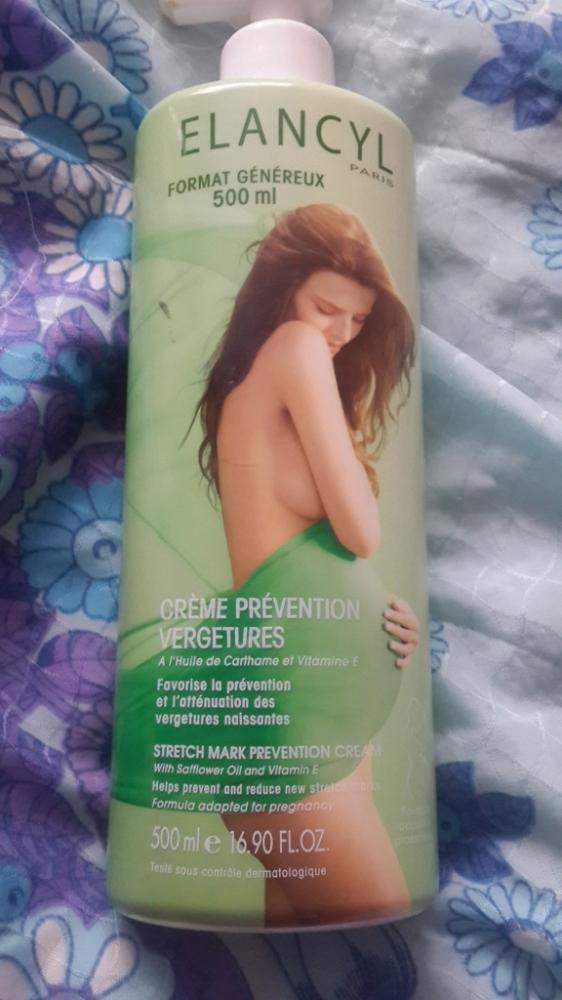 ELANCYL
PARIS
FORMAT GÉNÉREUX
500 ml
CRÈME PRÉVENTION
VERGETURES
A l'Huile de Carthame et Vitamine E
Favorise la prévention
et l'atténuation des
vergetures naissantes
STRETCH MARK PREVENTION CREAM
With Safflower Oil and Vitamin E
Helps prevent and reduce new stretch marks
Formula adapted for pregnancy
500 ml e 16.90 FL.OZ.
Testé sous contrôle dermatologique